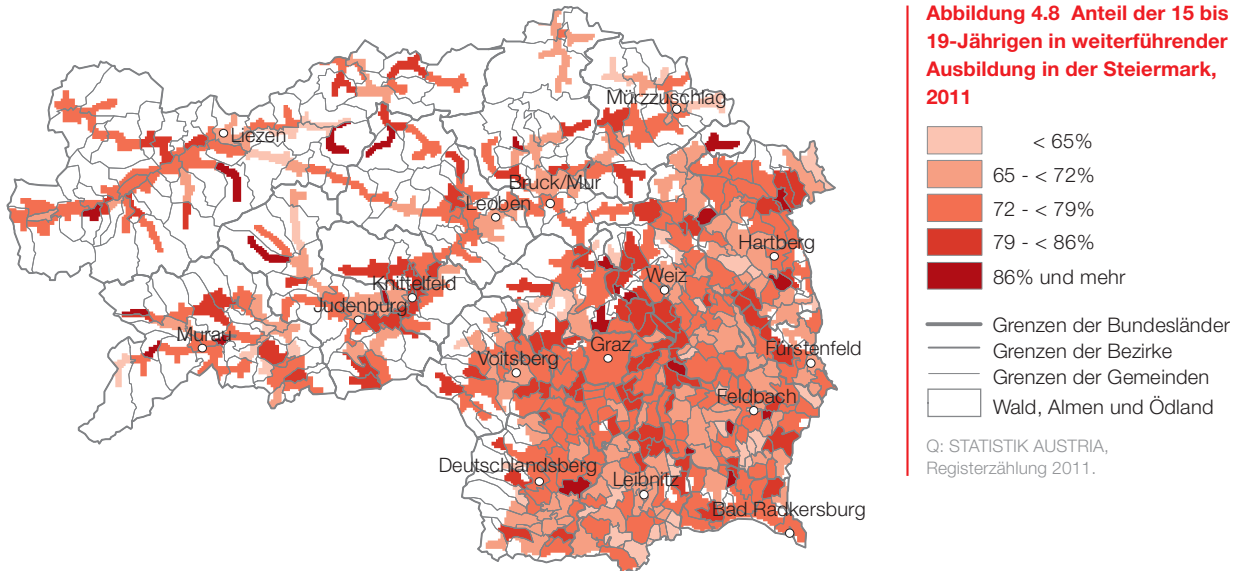 Abbildung 4.8 Anteil der 15 bis
19-Jährigen in weiterführender
Ausbildung in der Steiermark,
2011
< 65%
65 - < 72%
72 - < 79%
79 - < 86%
86% und mehr
Grenzen der Bundesländer
Grenzen der Bezirke
Grenzen der Gemeinden
Wald, Almen und Ödland
Q: STATISTIK AUSTRIA,
Registerzählung 2011.
Mürzzuschlag
Liezen
Bruck/Mur
Leoben
Hartberg
Weiz
Knittelfeld
Judenburg
Murau
Graz
Fürstenfeld
Voitsberg
Feldbach
Deutschlandsberg
Leibnitz
Bad Radkersburg